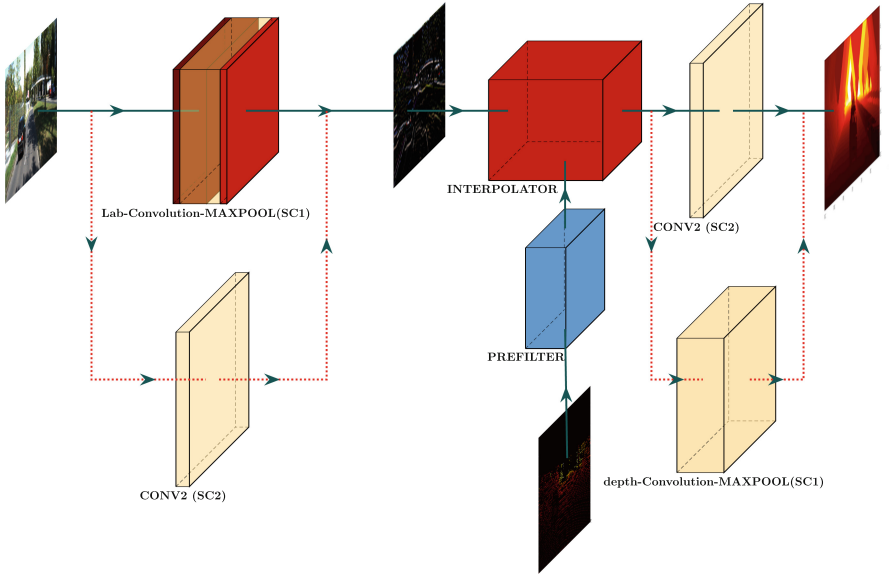 Lab-Convolution-MAXPOOL(SC1)
INTERPOLATOR
CONV2 (SC2)
PREFILTER
depth-Convolution-MAXPOOL(SC1)
CONV2 (SC2)